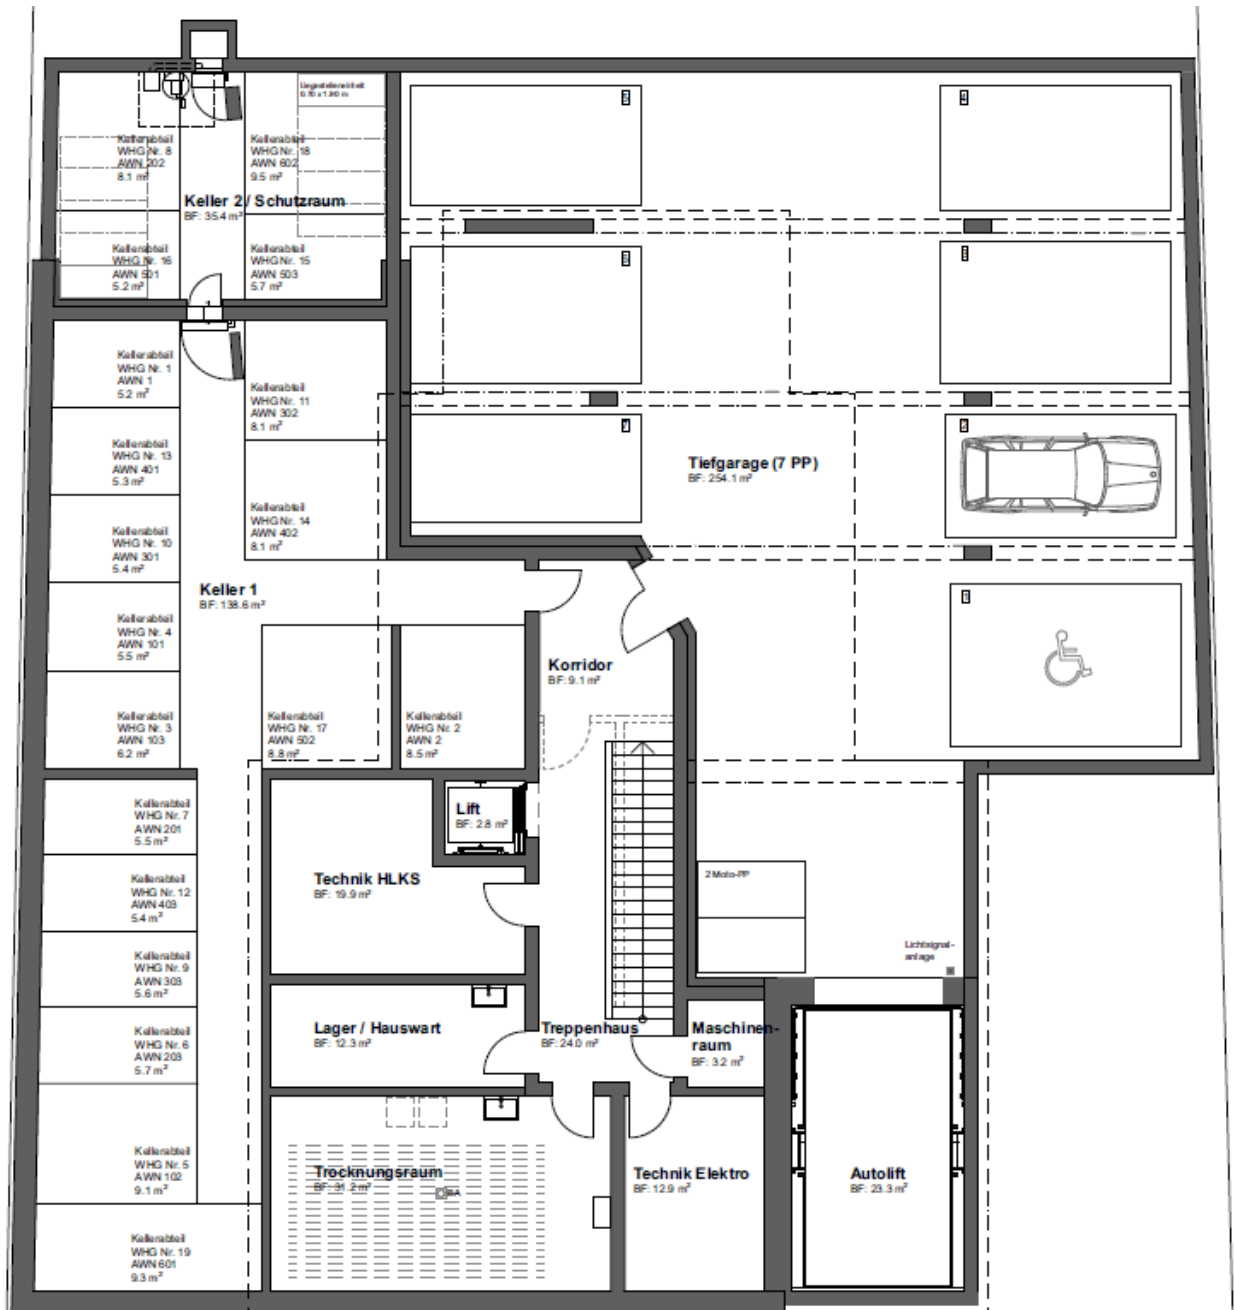 Liegestelleneinheit
0.70 x 1.90 m
Kellerabteil
WHG Nr. 8
AWN 202
8.1 m²
Kellerabteil
WHG Nr. 18
AWN 602
9.5 m²
Keller 2 / Schutzraum
BF: 35.4 m²
Kellerabteil
WHG Nr. 16
AWN 501
5.2 m²
Kellerabteil
WHG Nr. 15
AWN 503
5.7 m²
Kellerabteil
WHG Nr. 1
AWN 1
5.2 m²
Kellerabteil
WHG Nr. 11
AWN 302
8.1 m²
Kellerabteil
WHG Nr. 13
AWN 401
5.3 m²
Kellerabteil
WHG Nr. 14
AWN 402
8.1 m²
Kellerabteil
WHG Nr. 10
AWN 301
5.4 m²
Keller 1
BF: 138.6 m²
Kellerabteil
WHG Nr. 4
AWN 101
5.5 m²
Kellerabteil
WHG Nr. 3
AWN 103
6.2 m²
Kellerabteil
WHG Nr. 17
AWN 502
8.8 m²
Kellerabteil
WHG Nr. 2
AWN 2
8.5 m²
Tiefgarage (7 PP)
BF: 254.1 m²
Korridor
BF: 9.1 m²
Kellerabteil
WHG Nr. 7
AWN 201
5.5 m²
Lift
BF: 2.8 m²
Technik HLKS
BF: 19.9 m²
2 Moto-PP
Kellerabteil
WHG Nr. 12
AWN 403
5.4 m²
Kellerabteil
WHG Nr. 9
AWN 303
5.6 m²
Lichtsignal-
anlage
Kellerabteil
WHG Nr. 6
AWN 203
5.7 m²
Lager / Hauswart
BF: 12.3 m²
Treppenhaus
BF: 24.0 m²
Maschinen-
raum
BF: 3.2 m²
Kellerabteil
WHG Nr. 5
AWN 102
9.1 m²
Trocknungsraum
BF: 31.2 m²
BA
Technik Elektro
BF: 12.9 m²
Autolift
BF: 23.3 m²
Kellerabteil
WHG Nr. 19
AWN 601
9.3 m²